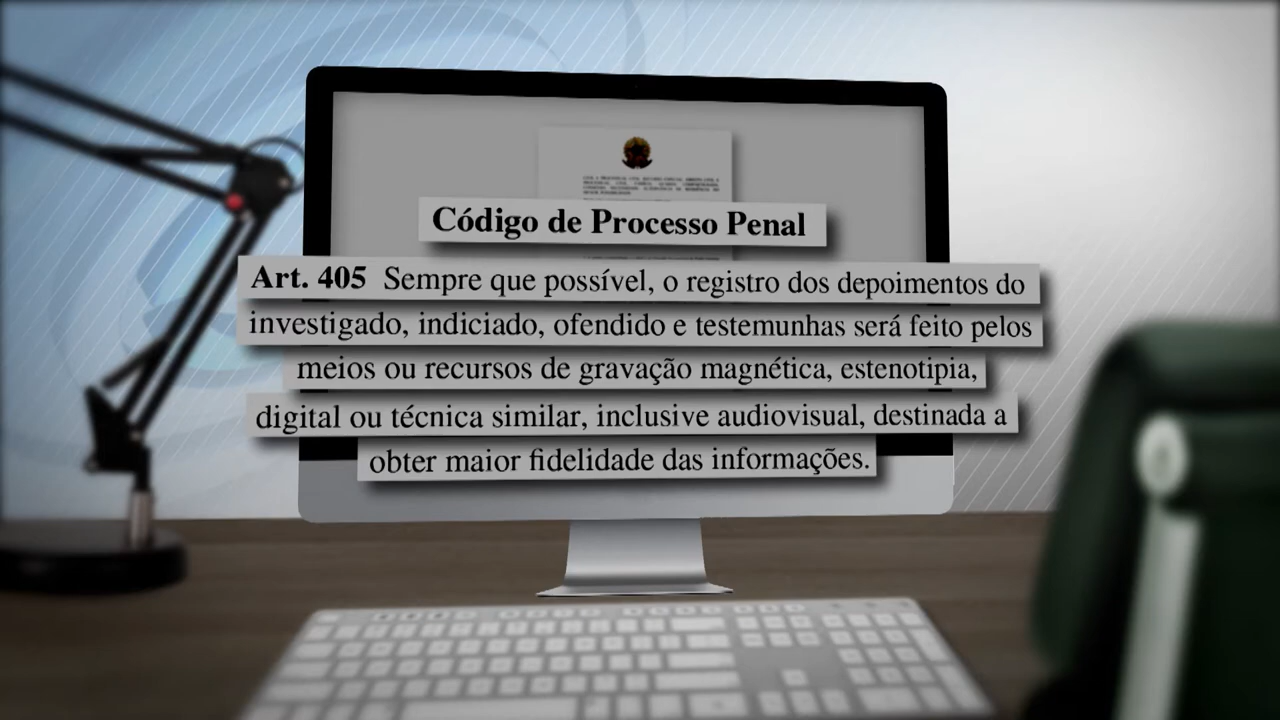 Código de Processo Penal
Art. 405 Sempre que possível, o registro dos depoimentos do
investigado, indiciado, ofendido e testemunhas será feito pelos
meios ou recursos de gravação magnética, estenotipia,
digital ou técnica similar, inclusive audiovisual, destinada a
obter maior fidelidade das informações.